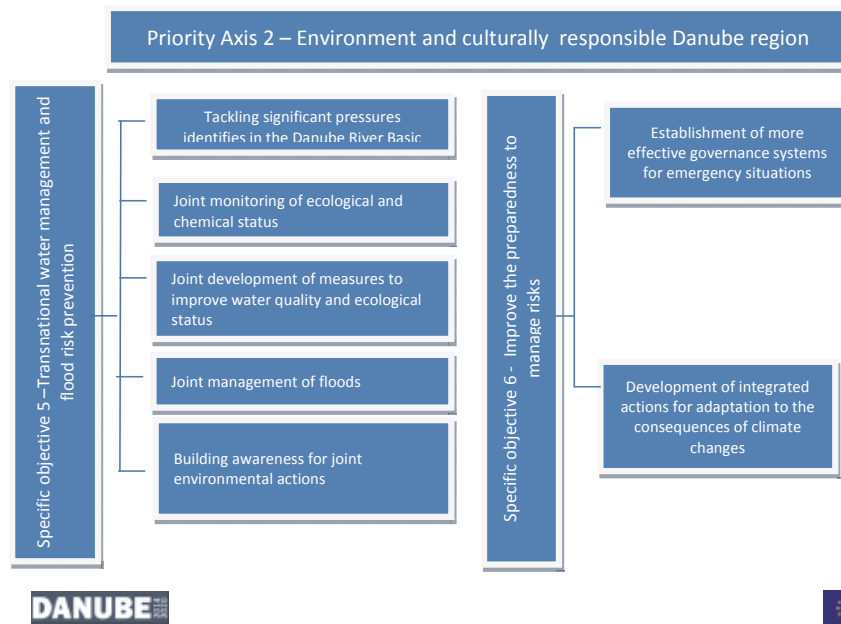 Priority Axis 2 – Environment and culturally responsible Danube region
Specific objective 5 –Transnational water management and
flood risk prevention
Tackling significant pressures
identifies in the Danube River Basic
Joint monitoring of ecological and
chemical status
Joint development of measures to
improve water quality and ecological
status
Joint management of floods
Building awareness for joint
environmental actions
Specific objective 6 - Improve the preparedness to
manage risks
Establishment of more
effective governance systems
for emergency situations
Development of integrated
actions for adaptation to the
consequences of climate
changes
DANUBE